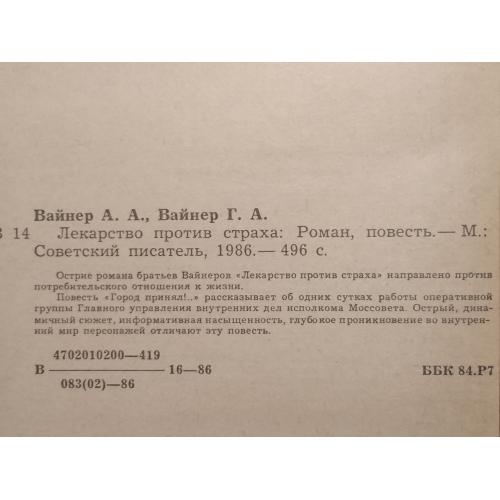 Вайнер А. А., Вайнер Г. А.
В 14 Лекарство против страха: Роман, повесть.— М.:
Советский писатель, 1986.— 496 с.
Острие романа братьев Вайнеров «Лекарство против страха» направлено против
потребительского отношения к жизни.
Повесть «Город принял!..» рассказывает об одних сутках работы оперативной
группы Главного управления внутренних дел исполкома Моссовета. Острый, дина-
мичный сюжет, информативная насыщенность, глубокое проникновение во внутрен-
ний мир персонажей отличают эту повесть.
4702010200—419
В 16—86 ББК 84.Р7
083(02)—86